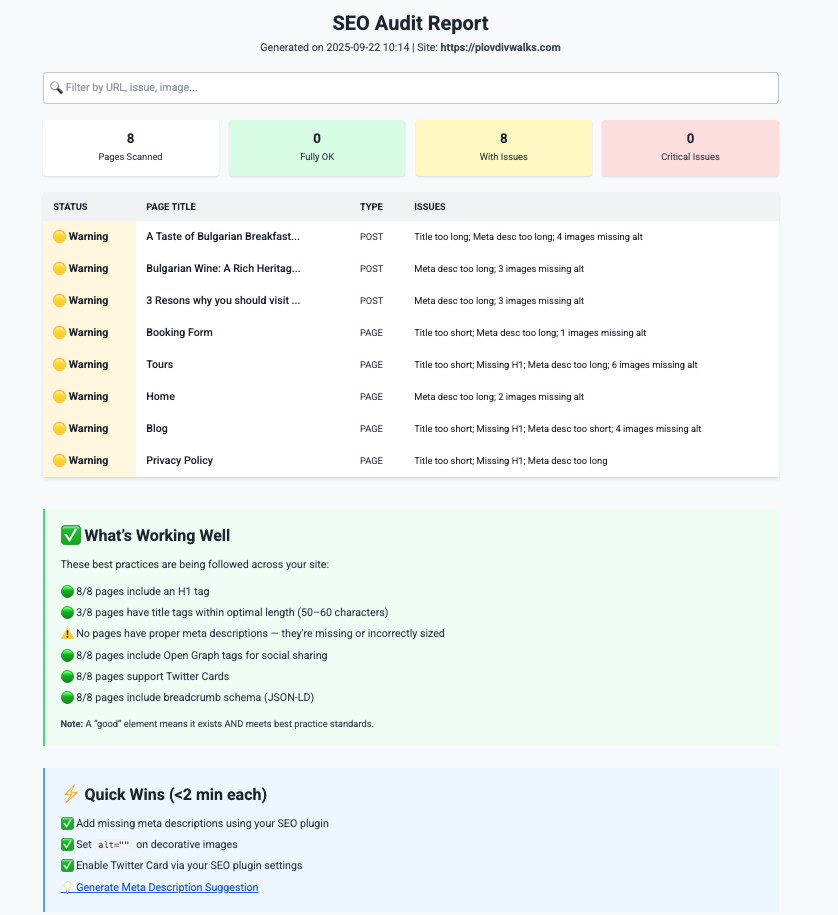 SEO Audit Report
Generated on 2025-09-22 10:14 | Site: https://plovdivwalks.com
Filter by URL, issue, image...
8 0 8 0
Pages Scanned Fully OK With Issues Critical Issues
STATUS PAGE TITLE TYPE ISSUES
Warning A Taste of Bulgarian Breakfast... POST Title too long; Meta desc too long; 4 images missing alt
Warning Bulgarian Wine: A Rich Heritag... POST Meta desc too long; 3 images missing alt
Warning 3 Resons why you should visit ... POST Meta desc too long; 3 images missing alt
Warning Booking Form PAGE Title too short; Meta desc too long; 1 images missing alt
Warning Tours PAGE Title too short; Missing H1; Meta desc too long; 6 images missing alt
Warning Home PAGE Meta desc too long; 2 images missing alt
Warning Blog PAGE Title too short; Missing H1; Meta desc too short; 4 images missing alt
Warning Privacy Policy PAGE Title too short; Missing H1; Meta desc too long
What's Working Well
These best practices are being followed across your site:
8/8 pages include an H1 tag
3/8 pages have title tags within optimal length (50–60 characters)
No pages have proper meta descriptions — they're missing or incorrectly sized
8/8 pages include Open Graph tags for social sharing
8/8 pages support Twitter Cards
8/8 pages include breadcrumb schema (JSON-LD)
Note: A "good" element means it exists AND meets best practice standards.
Quick Wins (<2 min each)
Add missing meta descriptions using your SEO plugin
Set alt="" on decorative images
Enable Twitter Card via your SEO plugin settings
Generate Meta Description Suggestion